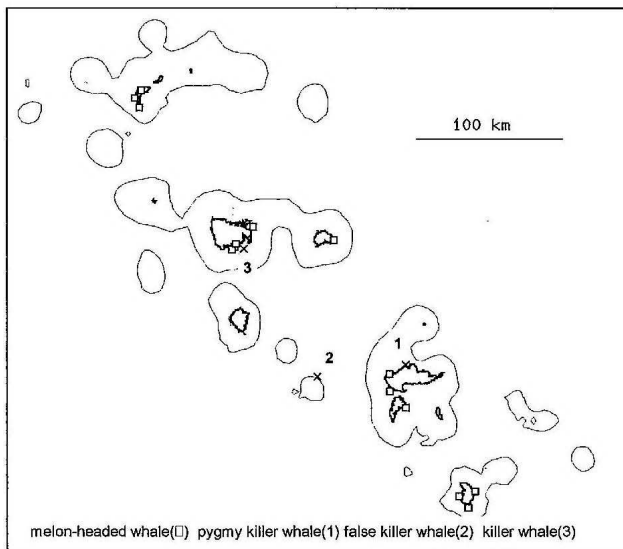 100 km
3
1
2
melon-headed whale(□) pygmy killer whale(1) false killer whale(2) killer whale(3)